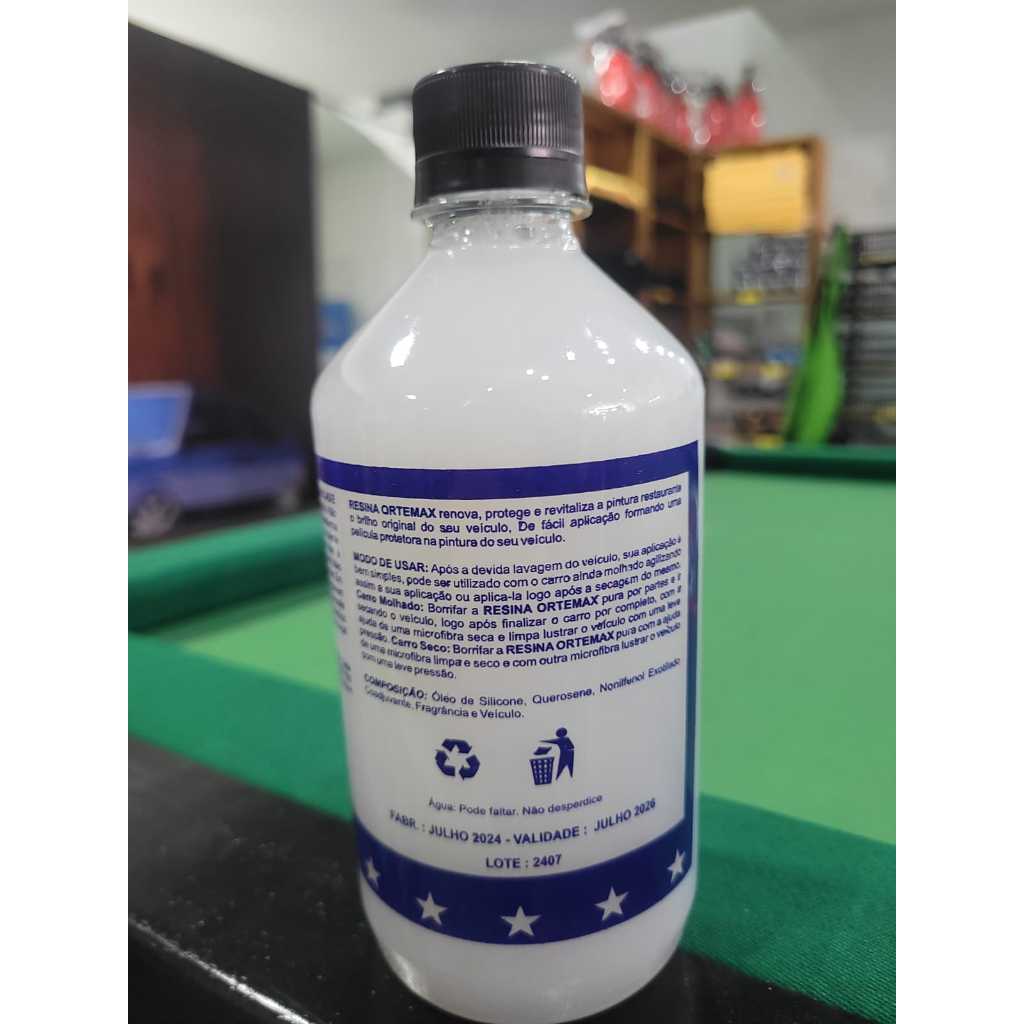 RESINA ORTEMAX renova, protege e revitaliza a pintura restaurante
o brilho original do seu veículo, De fácil aplicação formando uma
película protetora na pintura do seu veículo.
MODO DE USAR: Após a devida lavagem do veículo, sua aplicação é
bem simples, pode ser utilizado com o carro ainda molhado agilizando
assim a sua aplicação ou aplica-la logo após a secagem do mesmo.
Carro Molhado: Borrifar a RESINA ORTEMAX pura por partes e ir
secando o veículo, logo após finalizar o carro por completo, com a
ajuda de uma microfibra seca e limpa lustrar o veículo com uma leve
pressão. Carro Seco: Borrifar a RESINA ORTEMAX pura com a ajuda
de uma microfibra limpa e seco e com outra microfibra lustrar o veículo
com uma leve pressão.
COMPOSIÇÃO: Óleo de Silicone, Querosene, Nonilfenol Exotilado
Coadjuvante, Fragrância e Veículo.
Água: Pode faltar. Não desperdice
FABR. : JULHO 2024 - VALIDADE : JULHO 2026
LOTE : 2407